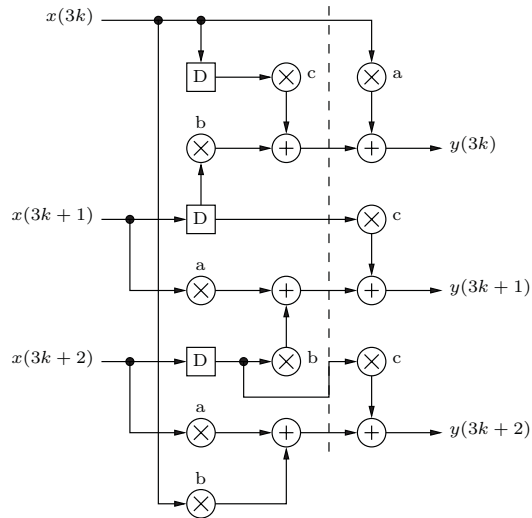 x(3k)
D
c
a
b
y(3k)
x(3k + 1)
D
c
a
y(3k+1)
x(3k + 2)
D
b
c
a
y(3k+2)
b